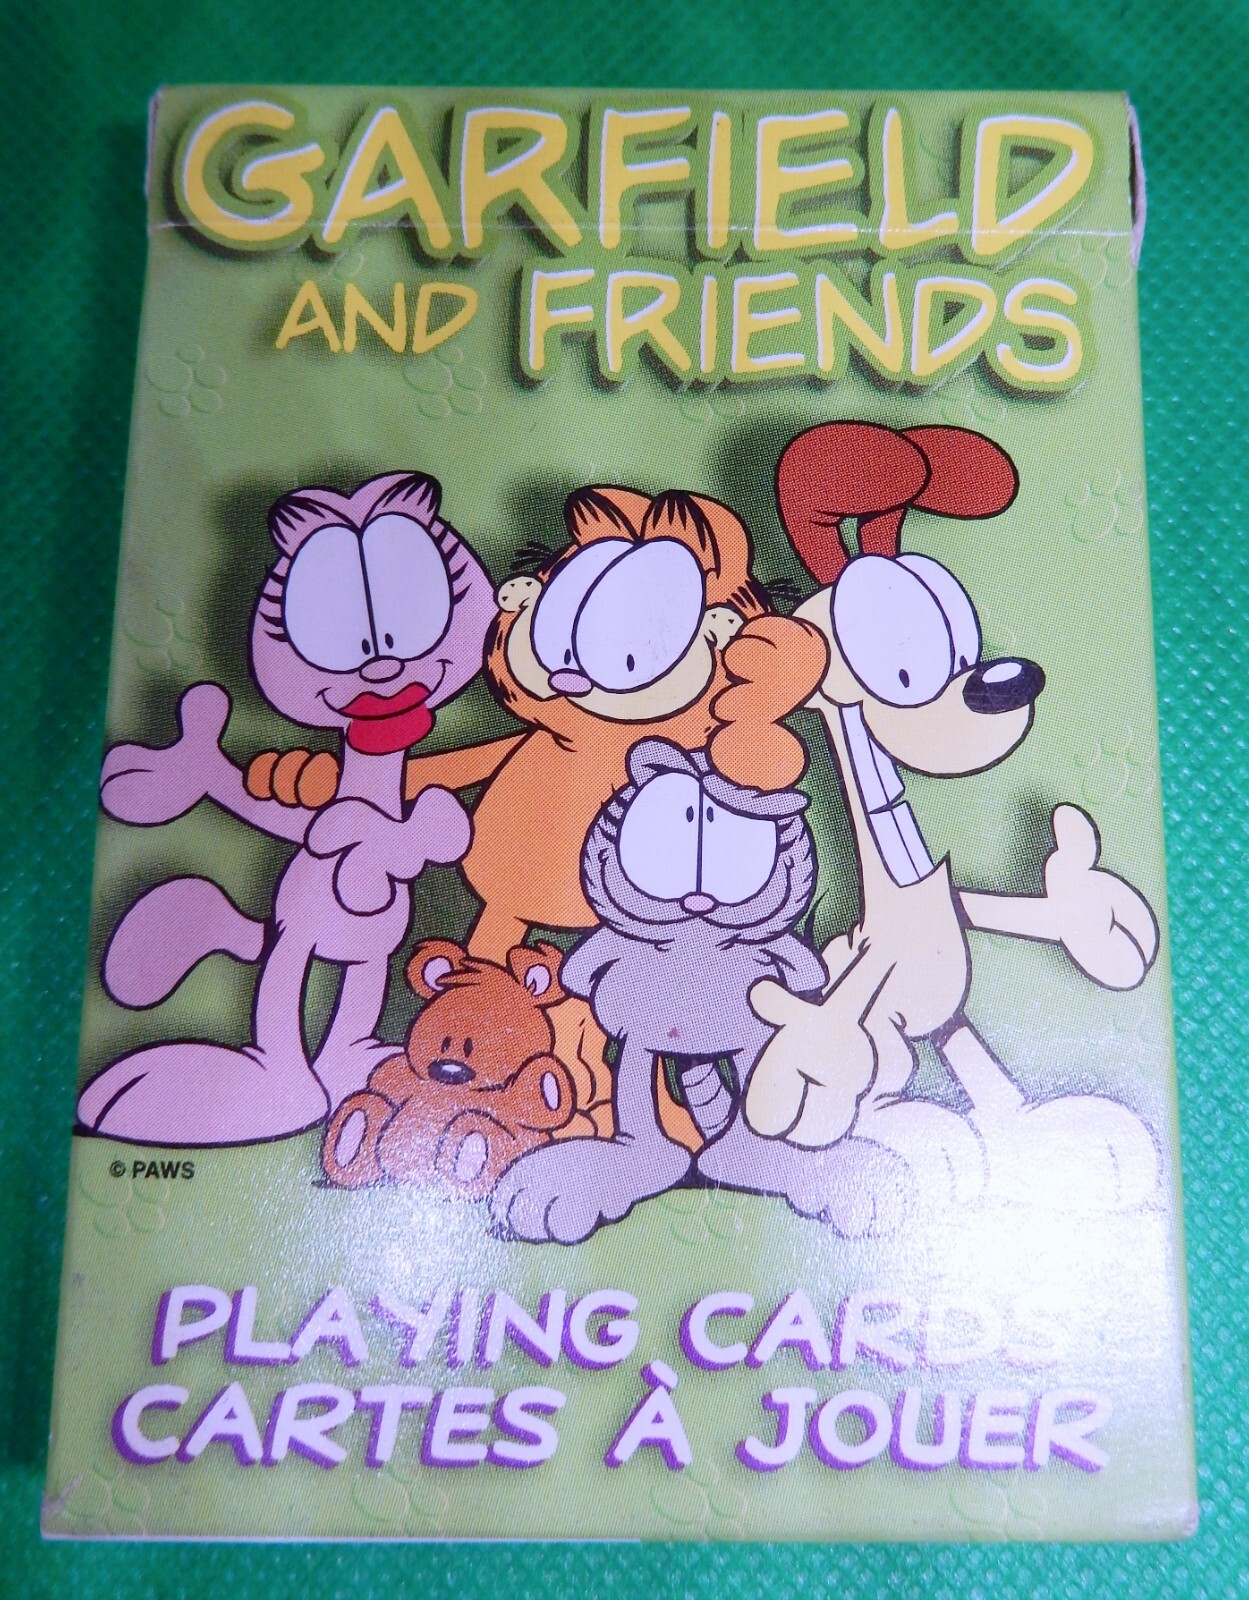 GARFIELD
AND FRIENDS
© PAWS
PLAYING CARDS
CARTES À JOUER